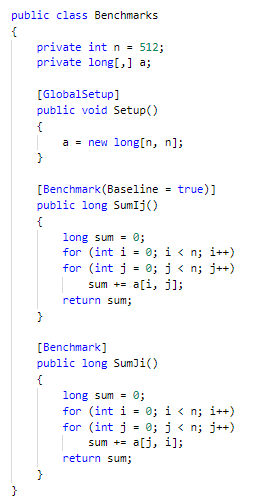 public class Benchmarks
{
    private int n = 512;
    private long[,] a;

    [GlobalSetup]
    public void Setup()
    {
        a = new long[n, n];
    }

    [Benchmark(Baseline = true)]
    public long SumIj()
    {
        long sum = 0;
        for (int i = 0; i < n; i++)
        for (int j = 0; j < n; j++)
            sum += a[i, j];
        return sum;
    }

    [Benchmark]
    public long SumJi()
    {
        long sum = 0;
        for (int i = 0; i < n; i++)
        for (int j = 0; j < n; j++)
            sum += a[j, i];
        return sum;
    }
}